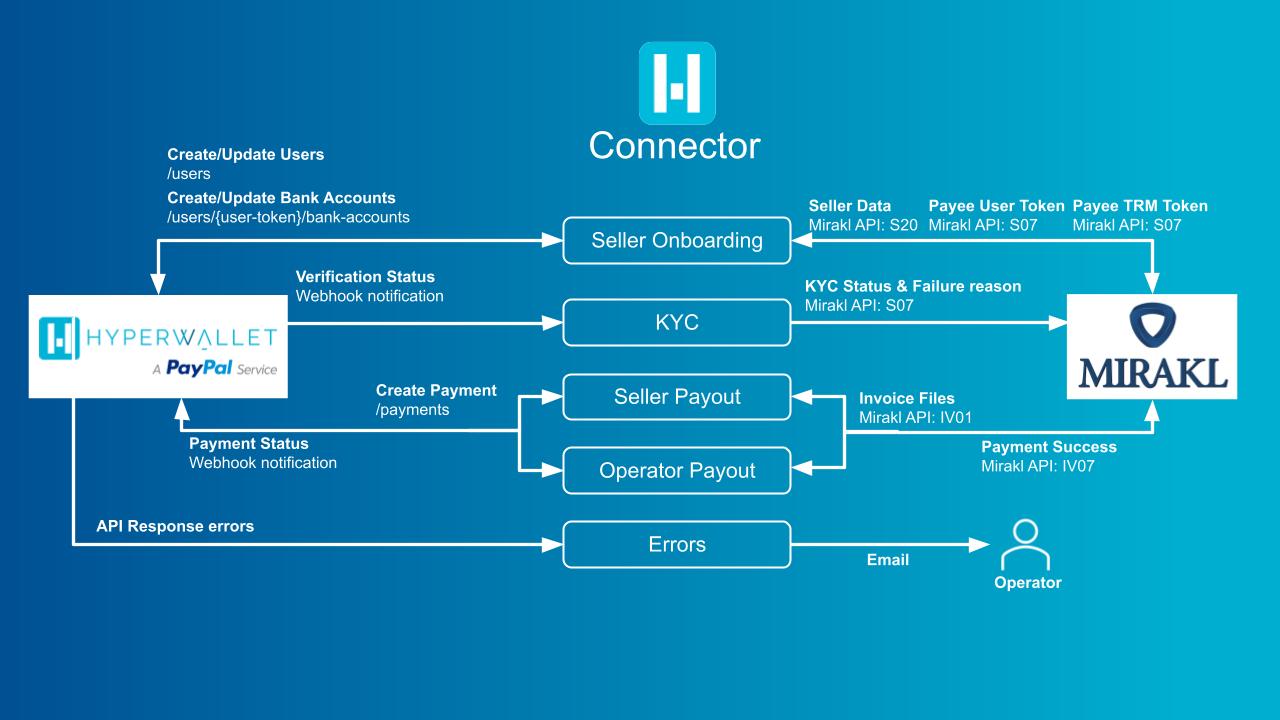 Connector
Create/Update Users
/users
Create/Update Bank Accounts
/users/{user-token}/bank-accounts
Seller Data
Mirakl API: S20
Payee User Token
Mirakl API: S07
Payee TRM Token
Mirakl API: S07
Seller Onboarding
Verification Status
Webhook notification
KYC
KYC Status & Failure reason
Mirakl API: S07
HYPERWALLET
A PayPal Service
MIRAKL
Create Payment
/payments
Seller Payout
Invoice Files
Mirakl API: IV01
Payment Status
Webhook notification
Operator Payout
Payment Success
Mirakl API: IV07
API Response errors
Errors
Email
Operator